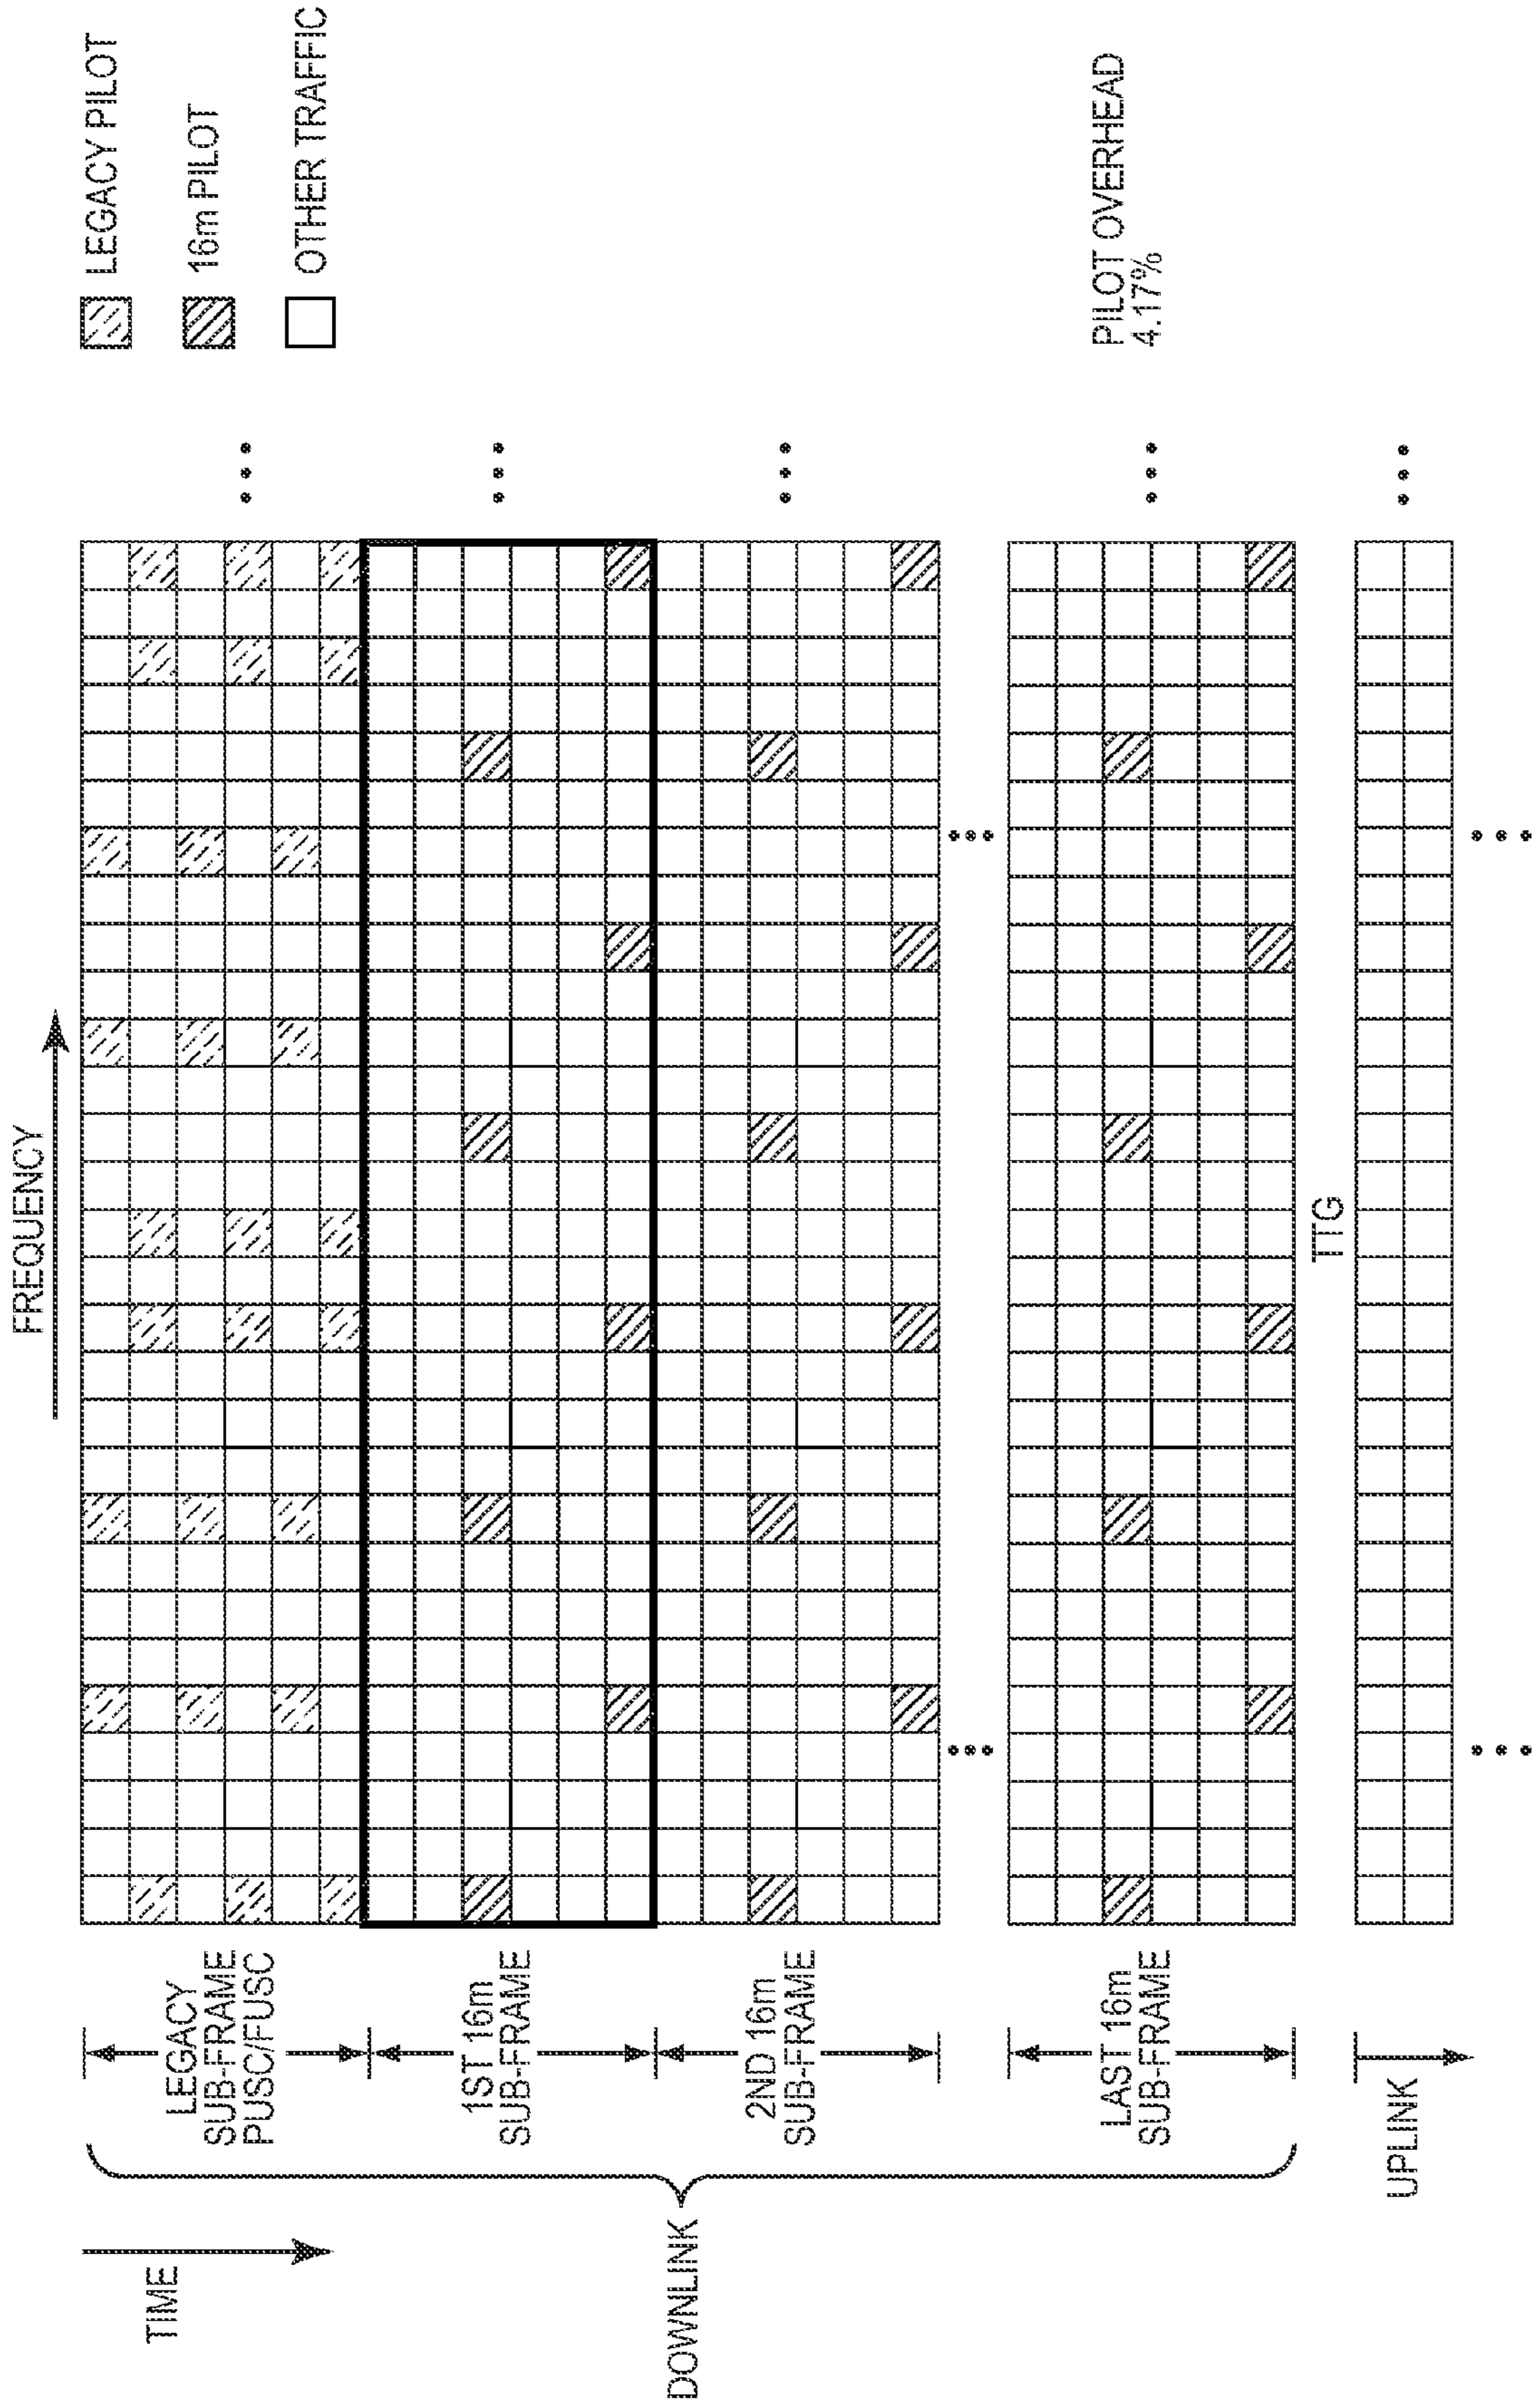 FREQUENCY
TIME
LEGACY PILOT
16m PILOT
OTHER TRAFFIC
DOWNLINK
LEGACY
SUB-FRAME
PUSC/FUSC
1ST 16m
SUB-FRAME
2ND 16m
SUB-FRAME
LAST 16m
SUB-FRAME
PILOT OVERHEAD
4.17%
TTG
UPLINK